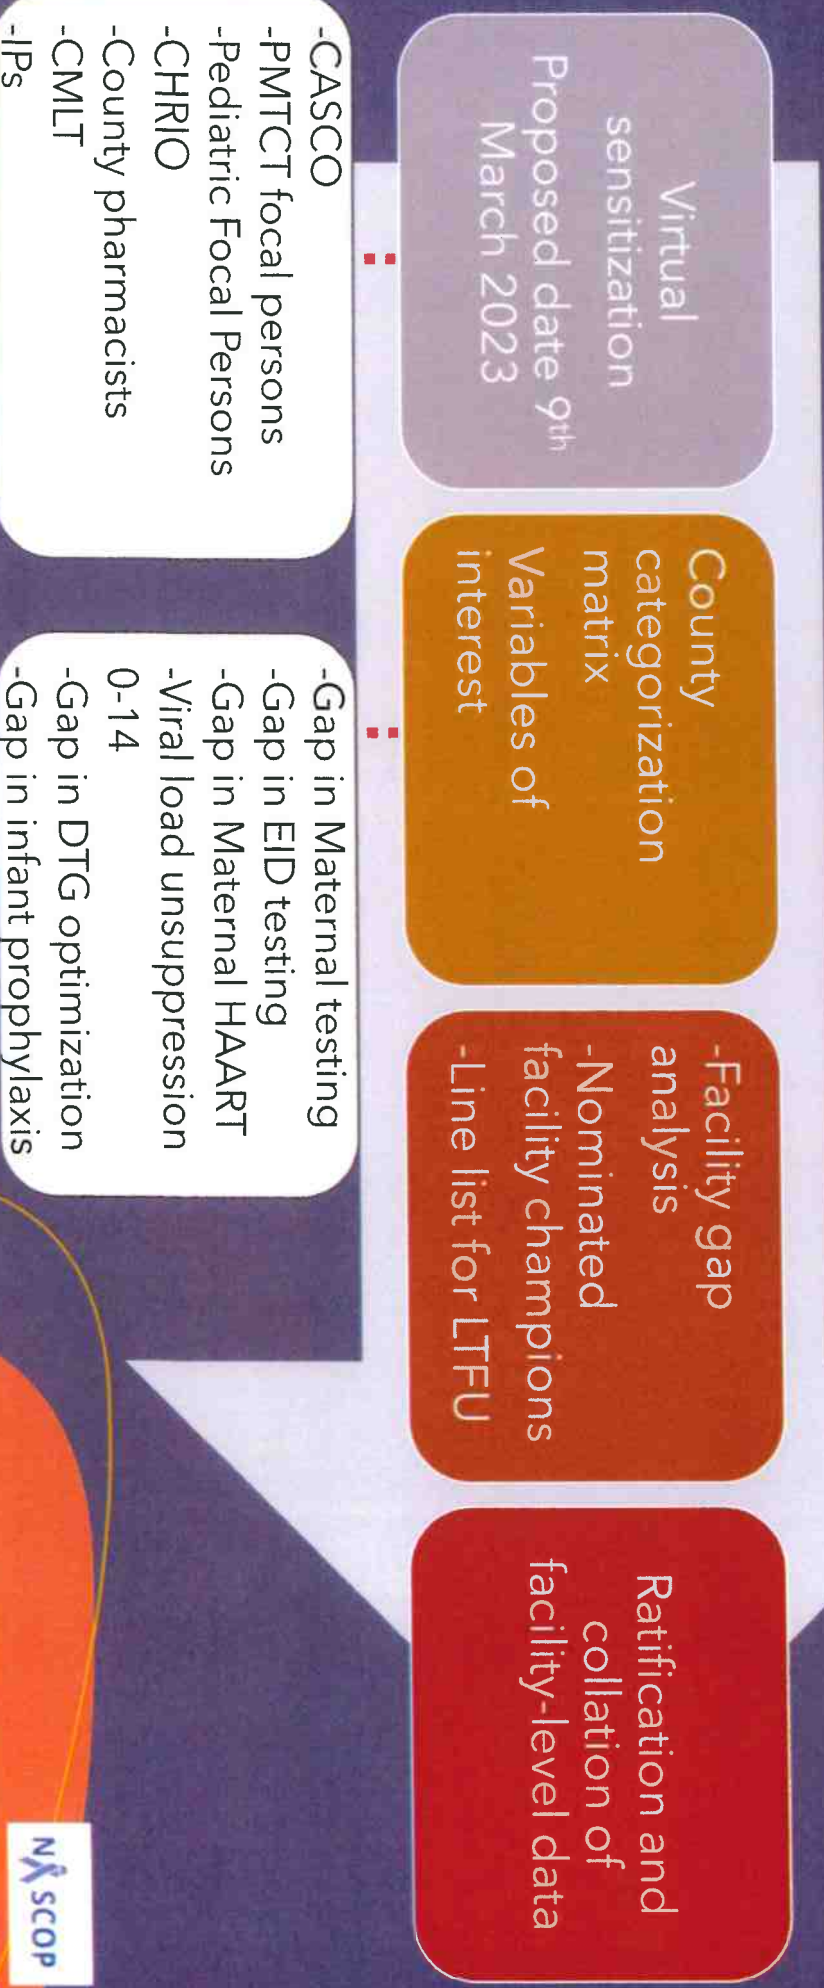 Virtual
sensitization
Proposed date 9th
March 2023
County
categorization
matrix
Variables of
interest
-Facility gap
analysis
-Nominated
facility champions
-Line list for LTFU
Ratification and
collation of
facility-level data
-CASCO
-PMTCT focal persons
-Pediatric Focal Persons
-CHRIO
-County pharmacists
-CMLT
-IPs
-Gap in Maternal testing
-Gap in EID testing
-Gap in Maternal HAART
-Viral load unsuppression
0-14
-Gap in DTG optimization
-Gap in infant prophylaxis
NASCOP